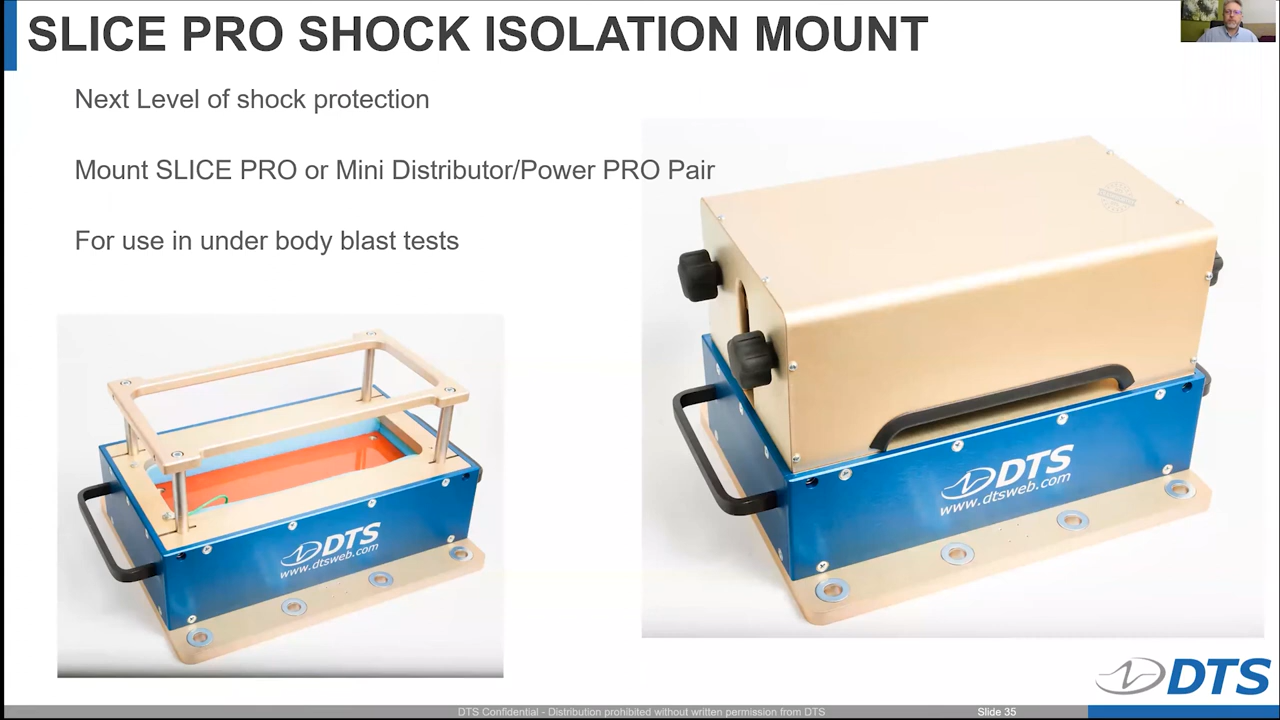 SLICE PRO SHOCK ISOLATION MOUNT
Next Level of shock protection
Mount SLICE PRO or Mini Distributor/Power PRO Pair
For use in under body blast tests
DTS
www.dtsweb.com
DTS
www.dtsweb.com
DTS
DTS Confidential - Distribution prohibited without written permission from DTS
Slide 35